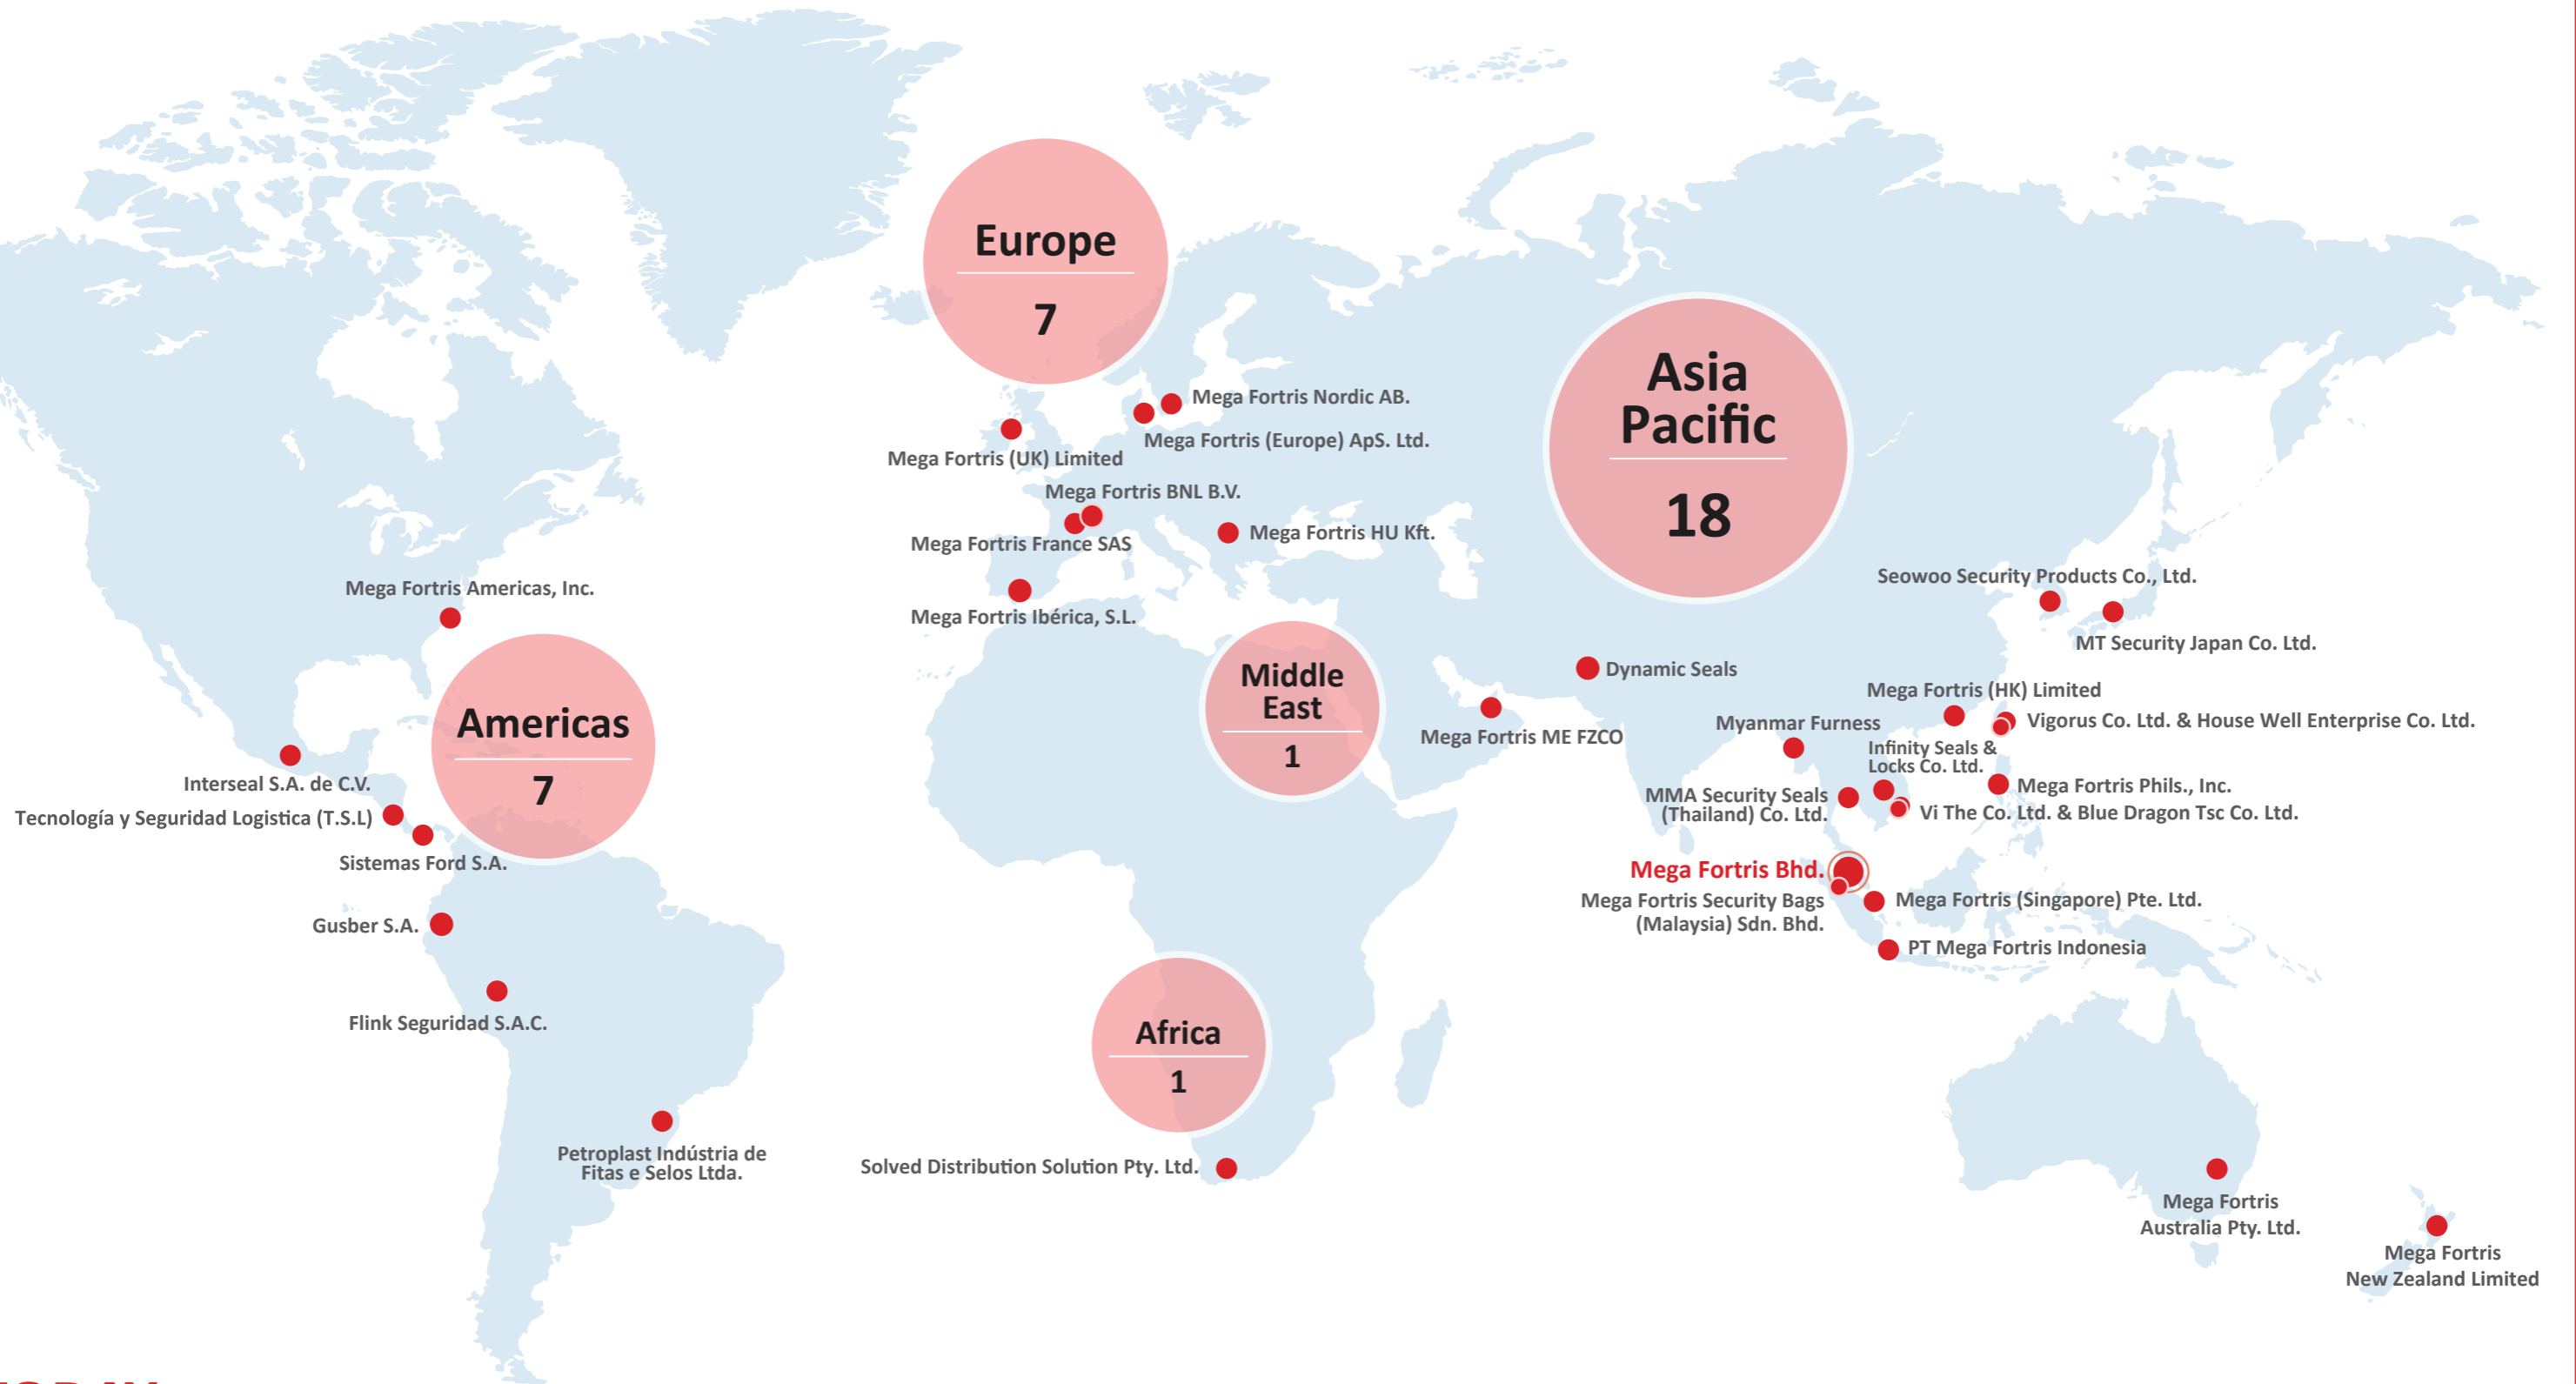 Europe
7
Asia
Pacific
18
Mega Fortris Nordic AB.
Mega Fortris (Europe) ApS. Ltd.
Mega Fortris (UK) Limited
Mega Fortris BNL B.V.
Mega Fortris HU Kft.
Mega Fortris France SAS
Mega Fortris Ibérica, S.L.
Mega Fortris Americas, Inc.
Americas
7
Interseal S.A. de C.V.
Tecnología y Seguridad Logistica (T.S.L)
Sistemas Ford S.A.
Gusber S.A.
Flink Seguridad S.A.C.
Petroplast Indústria de
Fitas e Selos Ltda.
Middle
East
1
Mega Fortris ME FZCO
Africa
1
Solved Distribution Solution Pty. Ltd.
Seowoo Security Products Co., Ltd.
MT Security Japan Co. Ltd.
Dynamic Seals
Mega Fortris (HK) Limited
Vigorus Co. Ltd. & House Well Enterprise Co. Ltd.
Myanmar Furness
Infinity Seals &
Locks Co. Ltd.
Mega Fortris Phils., Inc.
MMA Security Seals
(Thailand) Co. Ltd.
Vi The Co. Ltd. & Blue Dragon Tsc Co. Ltd.
Mega Fortris Bhd.
Mega Fortris Security Bags
(Malaysia) Sdn. Bhd.
Mega Fortris (Singapore) Pte. Ltd.
PT Mega Fortris Indonesia
Mega Fortris
Australia Pty. Ltd.
Mega Fortris
New Zealand Limited